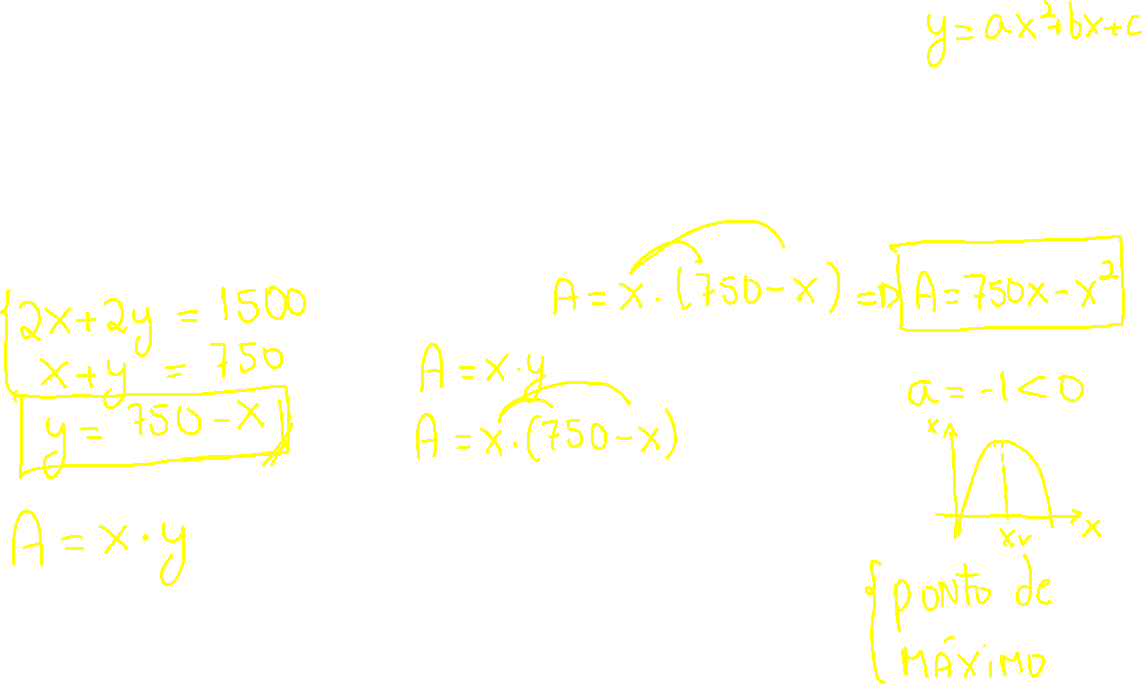 y = ax²+bx+c
A = x · (750 - x) => A = 750x - x²
2x + 2y = 1500
x + y = 750
y = 750 - x
A = x · y
A = x · y
A = x · (750 - x)
a = -1 < 0
x
x
xv
ponto de
MÁXIMO